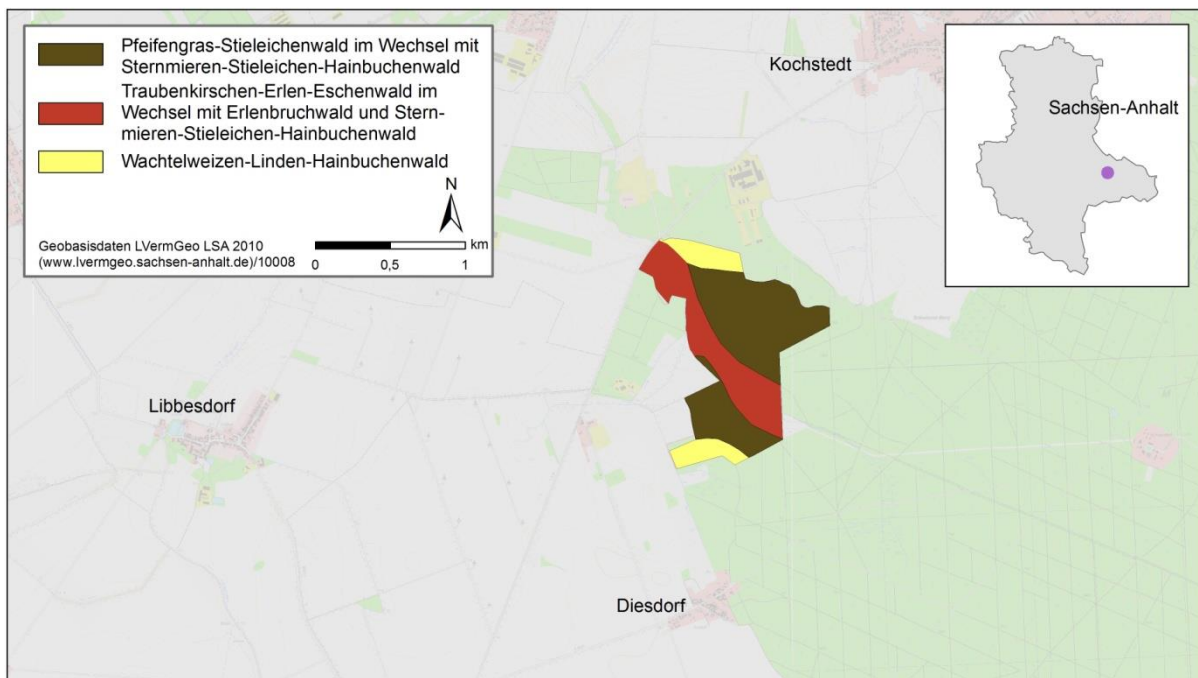 Pfeifengras-Stieleichenwald im Wechsel mit
Sternmieren-Stieleichen-Hainbuchenwald
Traubenkirschen-Erlen-Eschenwald im
Wechsel mit Erlenbruchwald und Stern-
mieren-Stieleichen-Hainbuchenwald
Wachtelweizen-Linden-Hainbuchenwald
N
Geobasisdaten LVermGeo LSA 2010
(www.lvermgeo.sachsen-anhalt.de)/10008
km
0 0,5 1
Kochstedt
Sachsen-Anhalt
Libbesdorf
Diesdorf